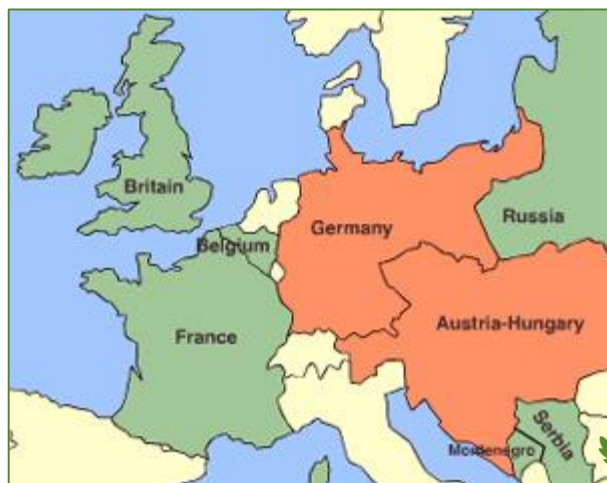 Britain
Russia
Germany
Belgium
Austria-Hungary
France
Serbia
Montenegro